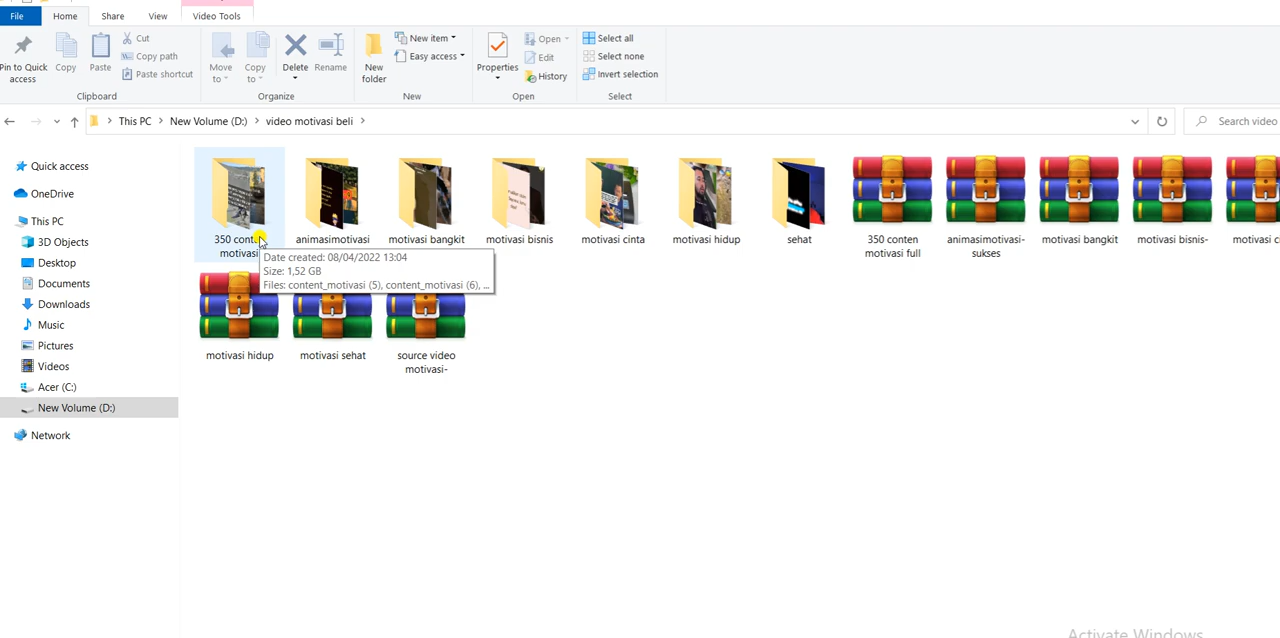 File Home Share View Video Tools
Pin to Quick access
Copy
Paste
Cut
Copy path
Paste shortcut
Move to
Copy to
Delete
Rename
New folder
New item
Easy access
Properties
Open
Edit
History
Select all
Select none
Invert selection
Clipboard Organize New Open Select
This PC New Volume (D:) video motivasi beli
Search video
Quick access
OneDrive
This PC
3D Objects
Desktop
Documents
Downloads
Music
Pictures
Videos
Acer (C:)
New Volume (D:)
Network
350 conten
motivasi
animasimotivasi
motivasi bangkit
motivasi bisnis
motivasi cinta
motivasi hidup
sehat
350 conten
motivasi full
animasimotivasi-
sukses
motivasi bangkit
motivasi bisnis-
motivasi c
Date created: 08/04/2022 13:04
Size: 1,52 GB
Files: content_motivasi (5), content_motivasi (6), ...
motivasi hidup
motivasi sehat
source video
motivasi-
Activate Windows